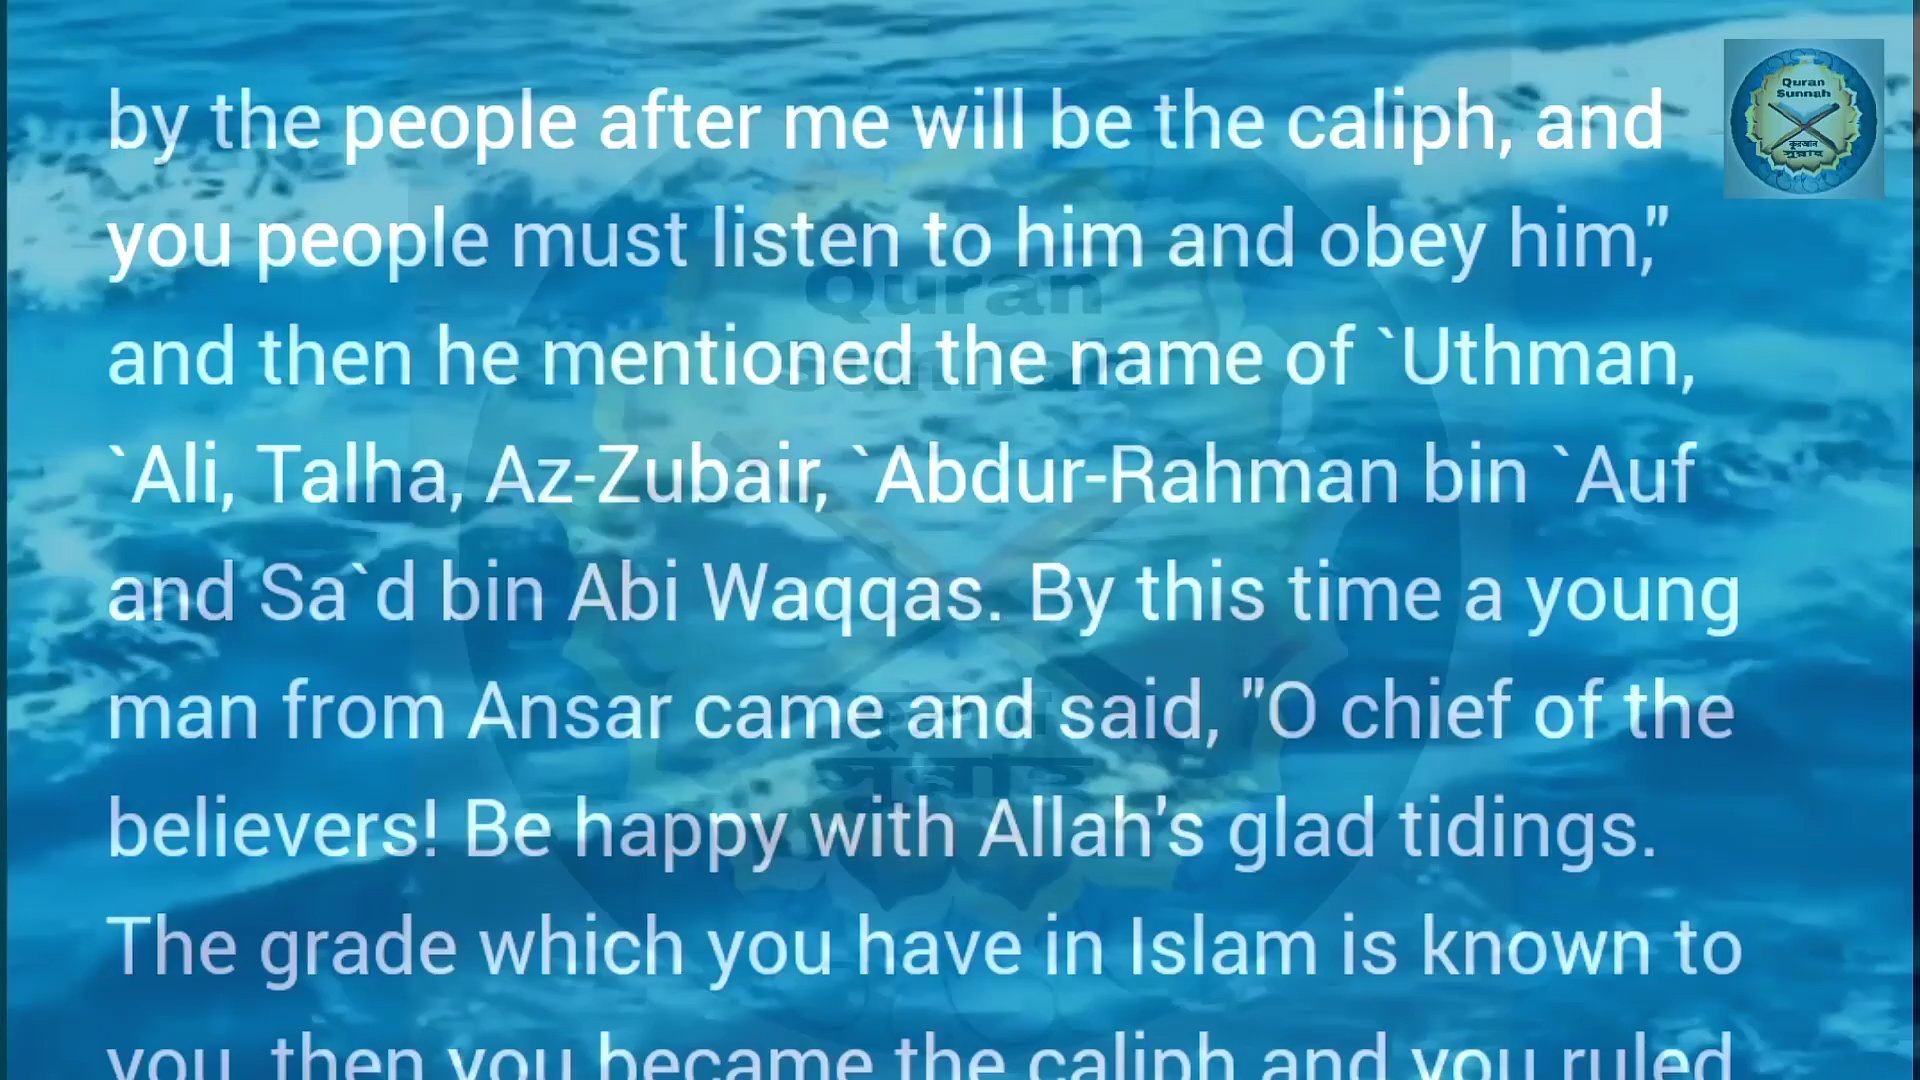 by the people after me will be the caliph, and
you people must listen to him and obey him,"
and then he mentioned the name of `Uthman,
`Ali, Talha, Az-Zubair, `Abdur-Rahman bin `Auf
and Sa`d bin Abi Waqqas. By this time a young
man from Ansar came and said, "O chief of the
believers! Be happy with Allah's glad tidings.
The grade which you have in Islam is known to
you, then you became the caliph and you ruled
Quran
Sunnah
কুরআন
সুন্নাহ
Quran
Sunnah
সুন্নাহ